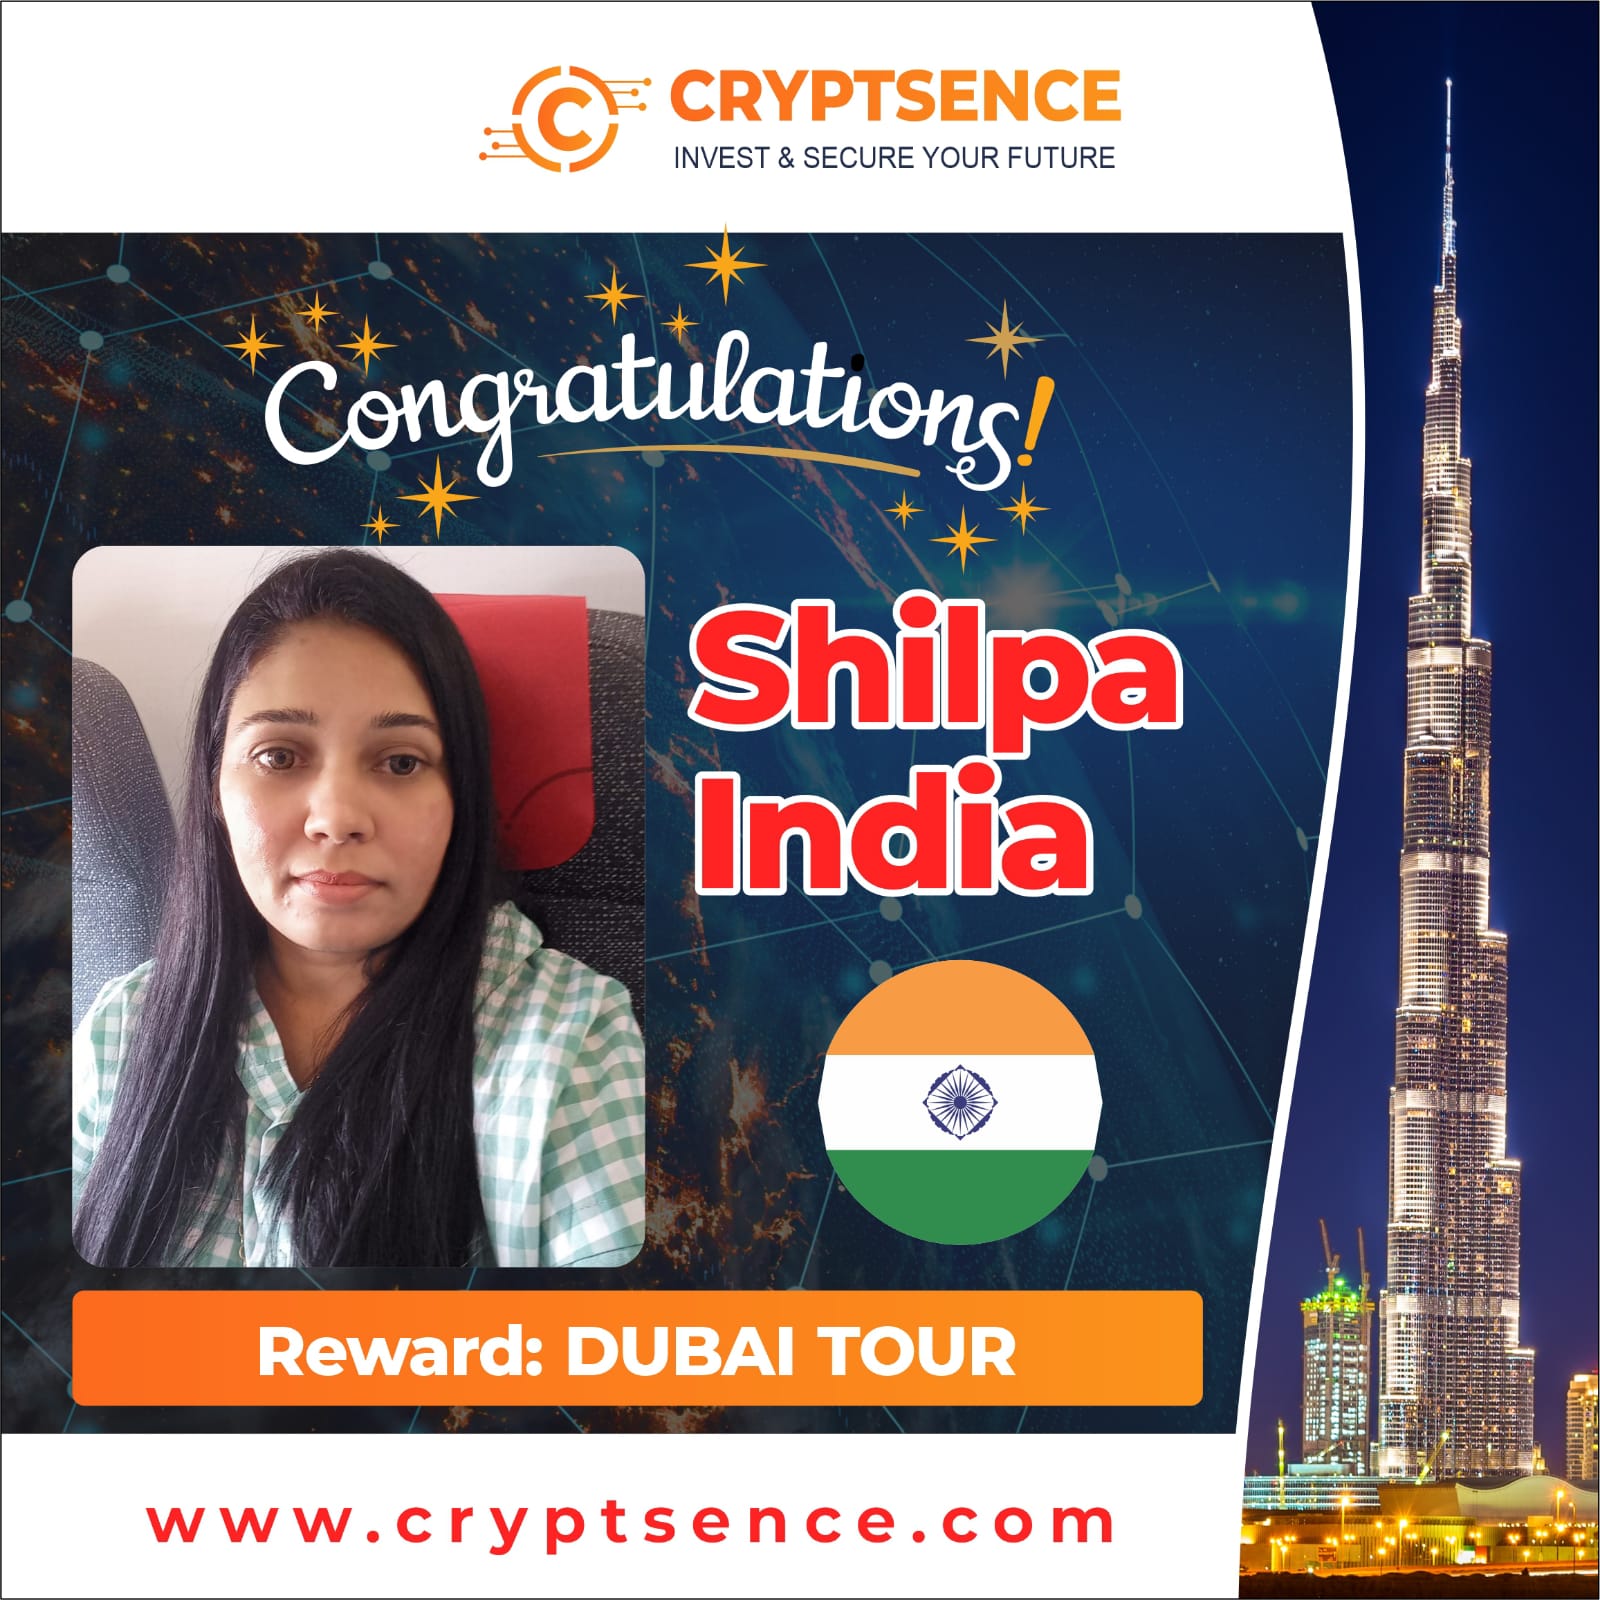 C CRYPTSENCE
INVEST & SECURE YOUR FUTURE
Congratulations!
Shilpa
India
Reward: DUBAI TOUR
www.cryptsence.com